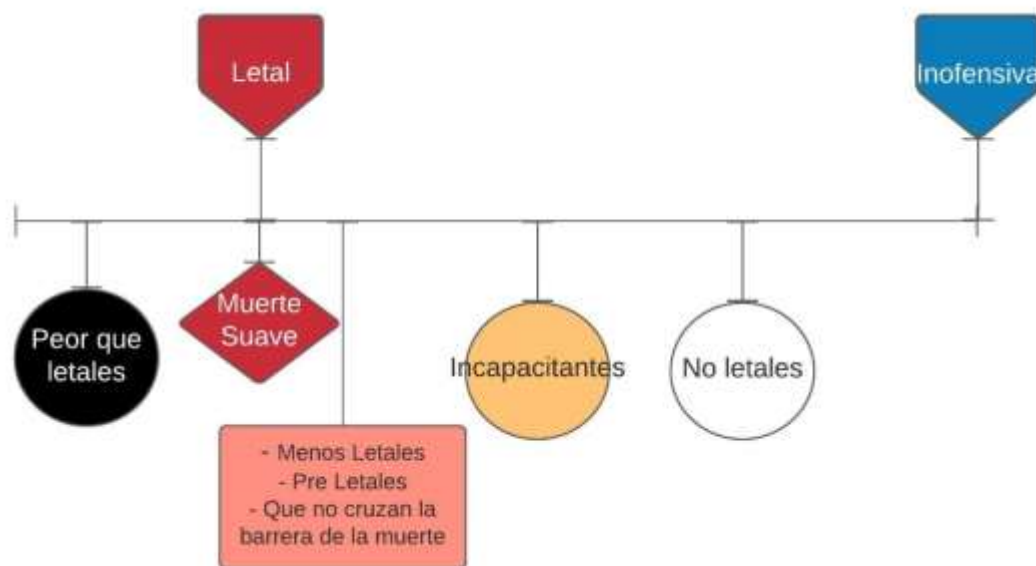 Letal
Inofensiva
Peor que
letales
Muerte
Suave
Incapacitantes
No letales
- Menos Letales
- Pre Letales
- Que no cruzan la
barrera de la muerte